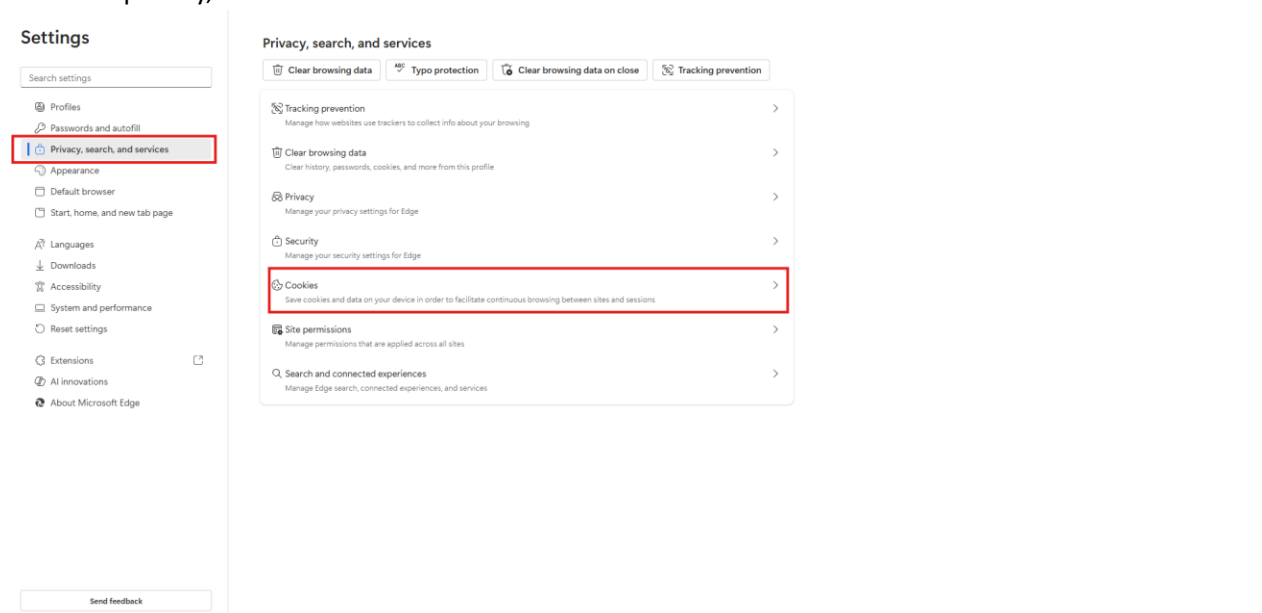 Settings
Search settings
Profiles
Passwords and autofill
Privacy, search, and services
Appearance
Default browser
Start, home, and new tab page
Languages
Downloads
Accessibility
System and performance
Reset settings
Extensions
AI innovations
About Microsoft Edge
Send feedback
Privacy, search, and services
Clear browsing data
ABC Typo protection
Clear browsing data on close
Tracking prevention
Tracking prevention
Manage how websites use trackers to collect info about your browsing
Clear browsing data
Clear history, passwords, cookies, and more from this profile
Privacy
Manage your privacy settings for Edge
Security
Manage your security settings for Edge
Cookies
Save cookies and data on your device in order to facilitate continuous browsing between sites and sessions
Site permissions
Manage permissions that are applied across all sites
Search and connected experiences
Manage Edge search, connected experiences, and services